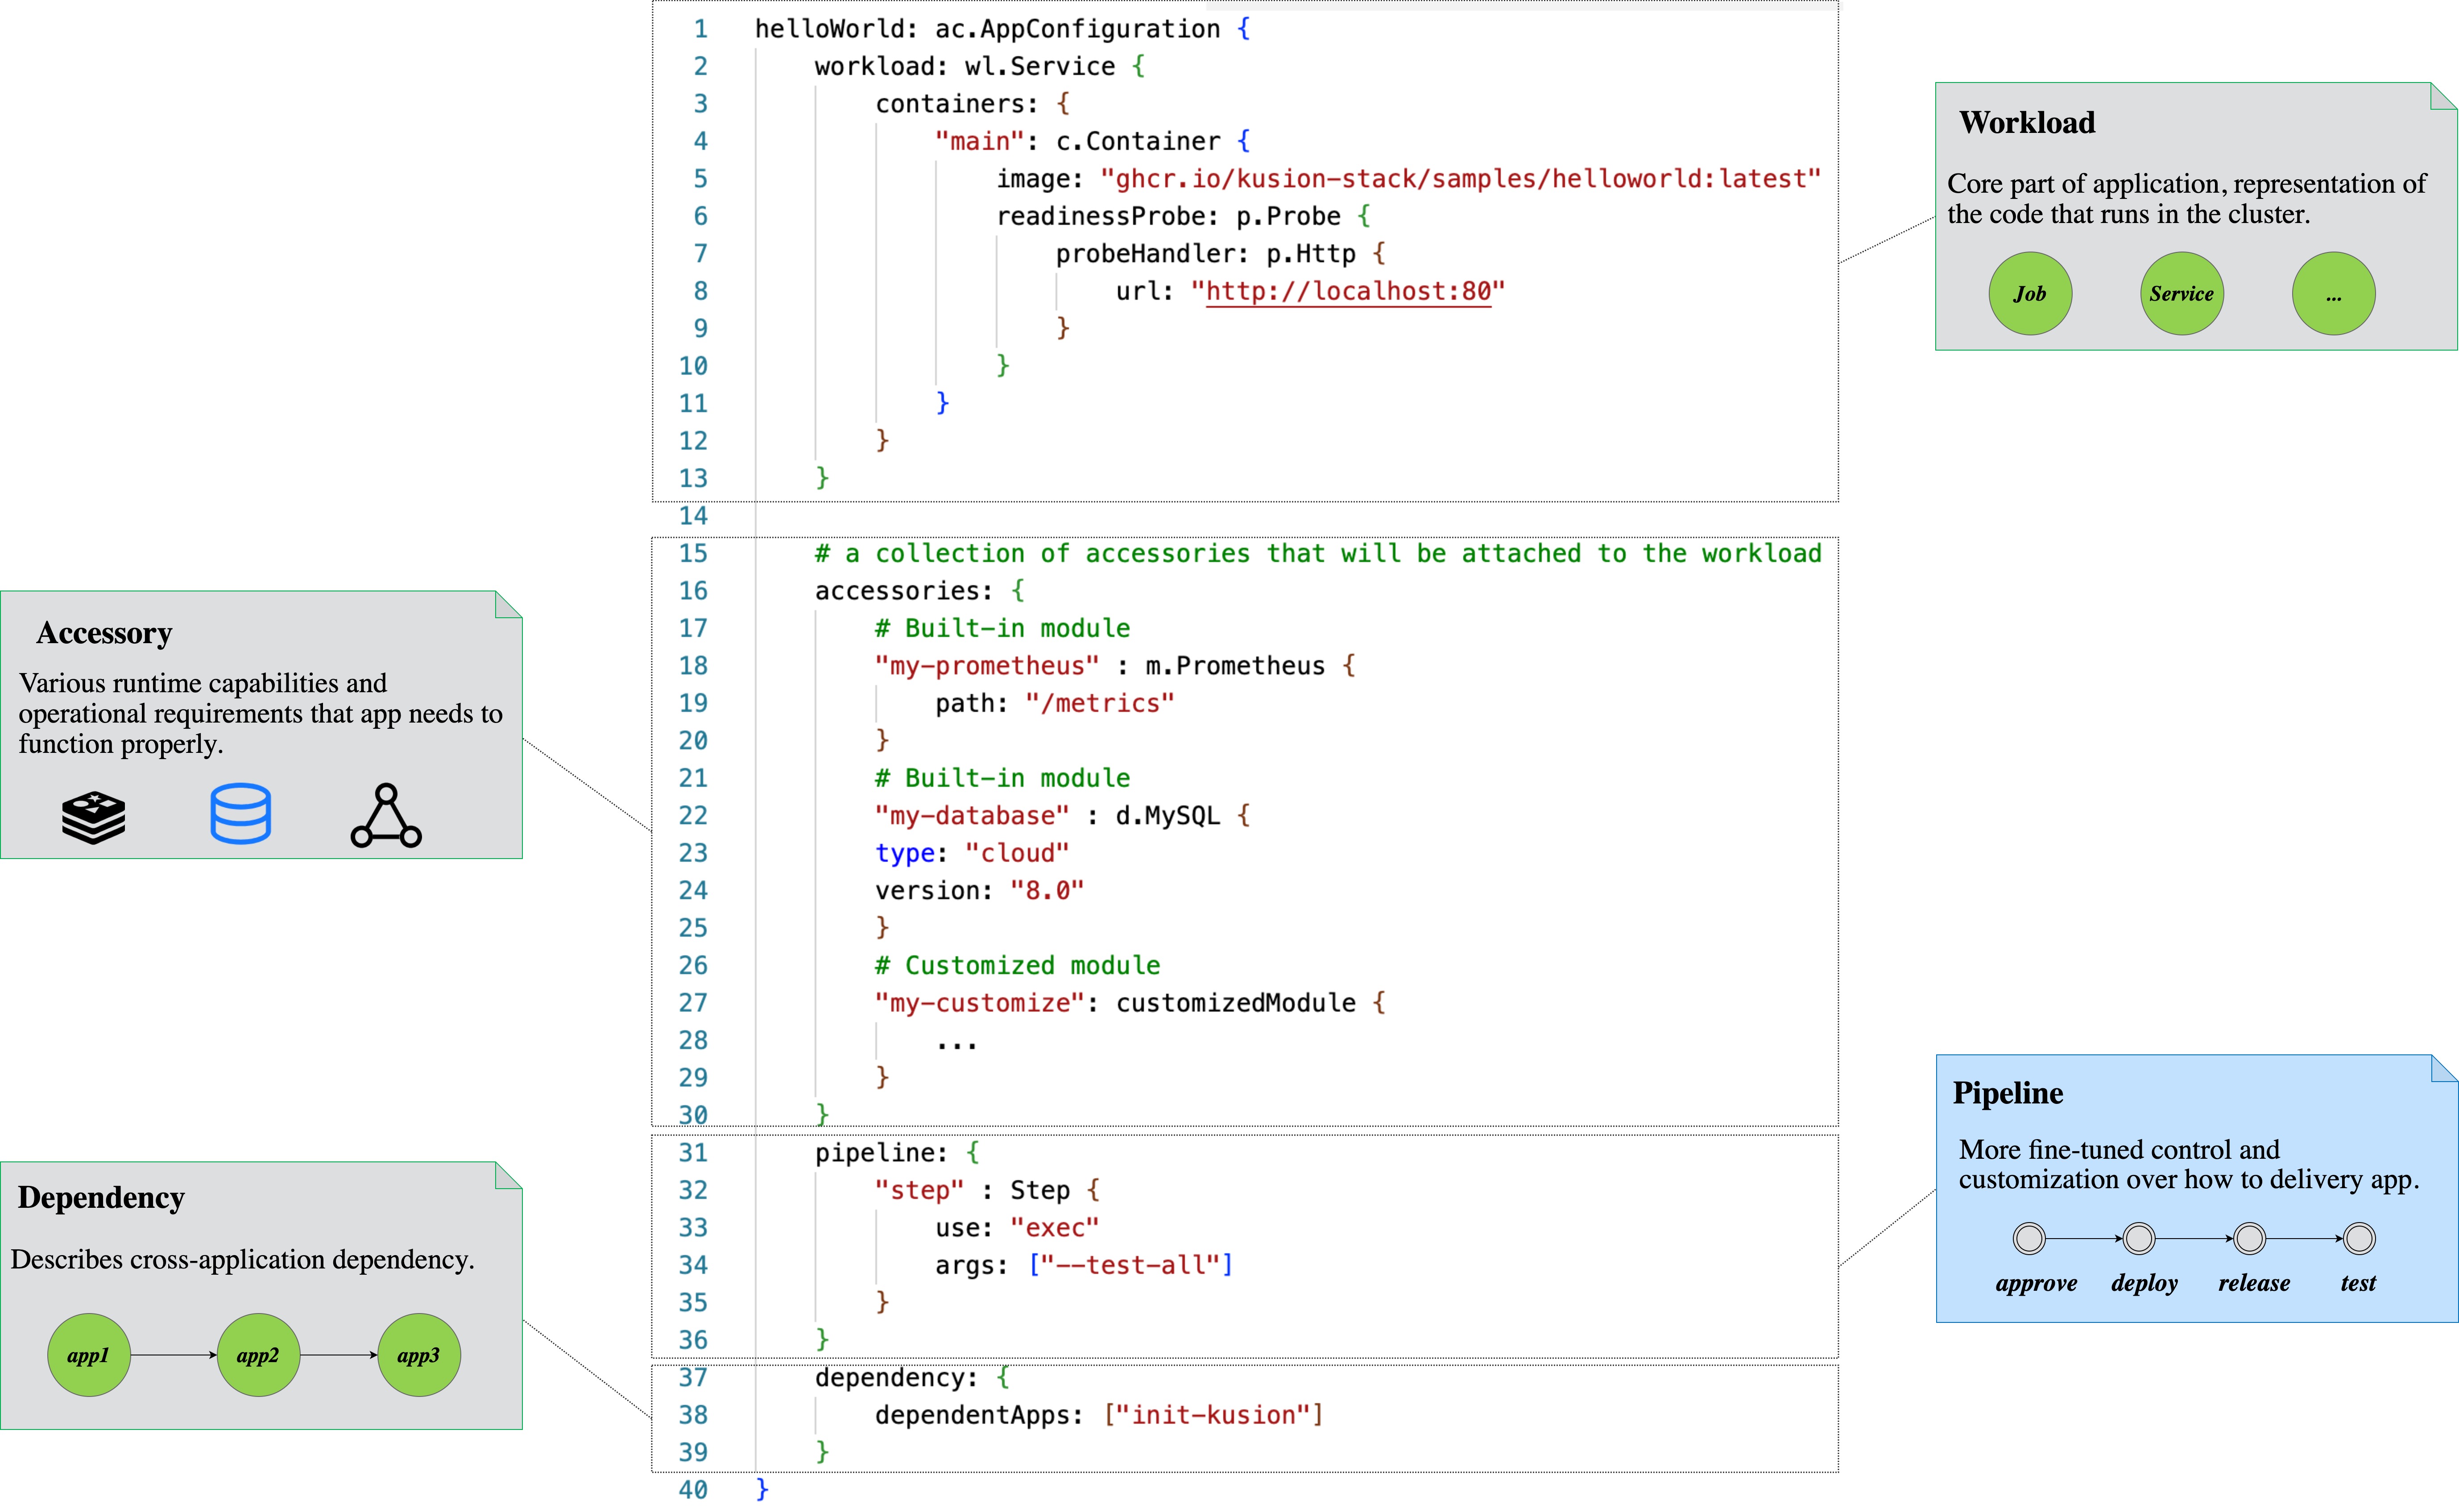 1 helloWorld: ac.AppConfiguration {
2 workload: wl.Service {
3 containers: {
4 "main": c.Container {
5 image: "ghcr.io/kusion-stack/samples/helloworld:latest"
6 readinessProbe: p.Probe {
7 probeHandler: p.Http {
8 url: "http://localhost:80"
9 }
10 }
11 }
12 }
13 }
14
15 # a collection of accessories that will be attached to the workload
16 accessories: {
17 # Built-in module
18 "my-prometheus" : m.Prometheus {
19 path: "/metrics"
20 }
21 # Built-in module
22 "my-database" : d.MySQL {
23 type: "cloud"
24 version: "8.0"
25 }
26 # Customized module
27 "my-customize": customizedModule {
28 ...
29 }
30 }
31 pipeline: {
32 "step" : Step {
33 use: "exec"
34 args: ["--test-all"]
35 }
36 }
37 dependency: {
38 dependentApps: ["init-kusion"]
39 }
40 }
Workload
Core part of application, representation of
the code that runs in the cluster.
Job Service ...
Accessory
Various runtime capabilities and
operational requirements that app needs to
function properly.
Pipeline
More fine-tuned control and
customization over how to delivery app.
approve deploy release test
Dependency
Describes cross-application dependency.
app1 app2 app3